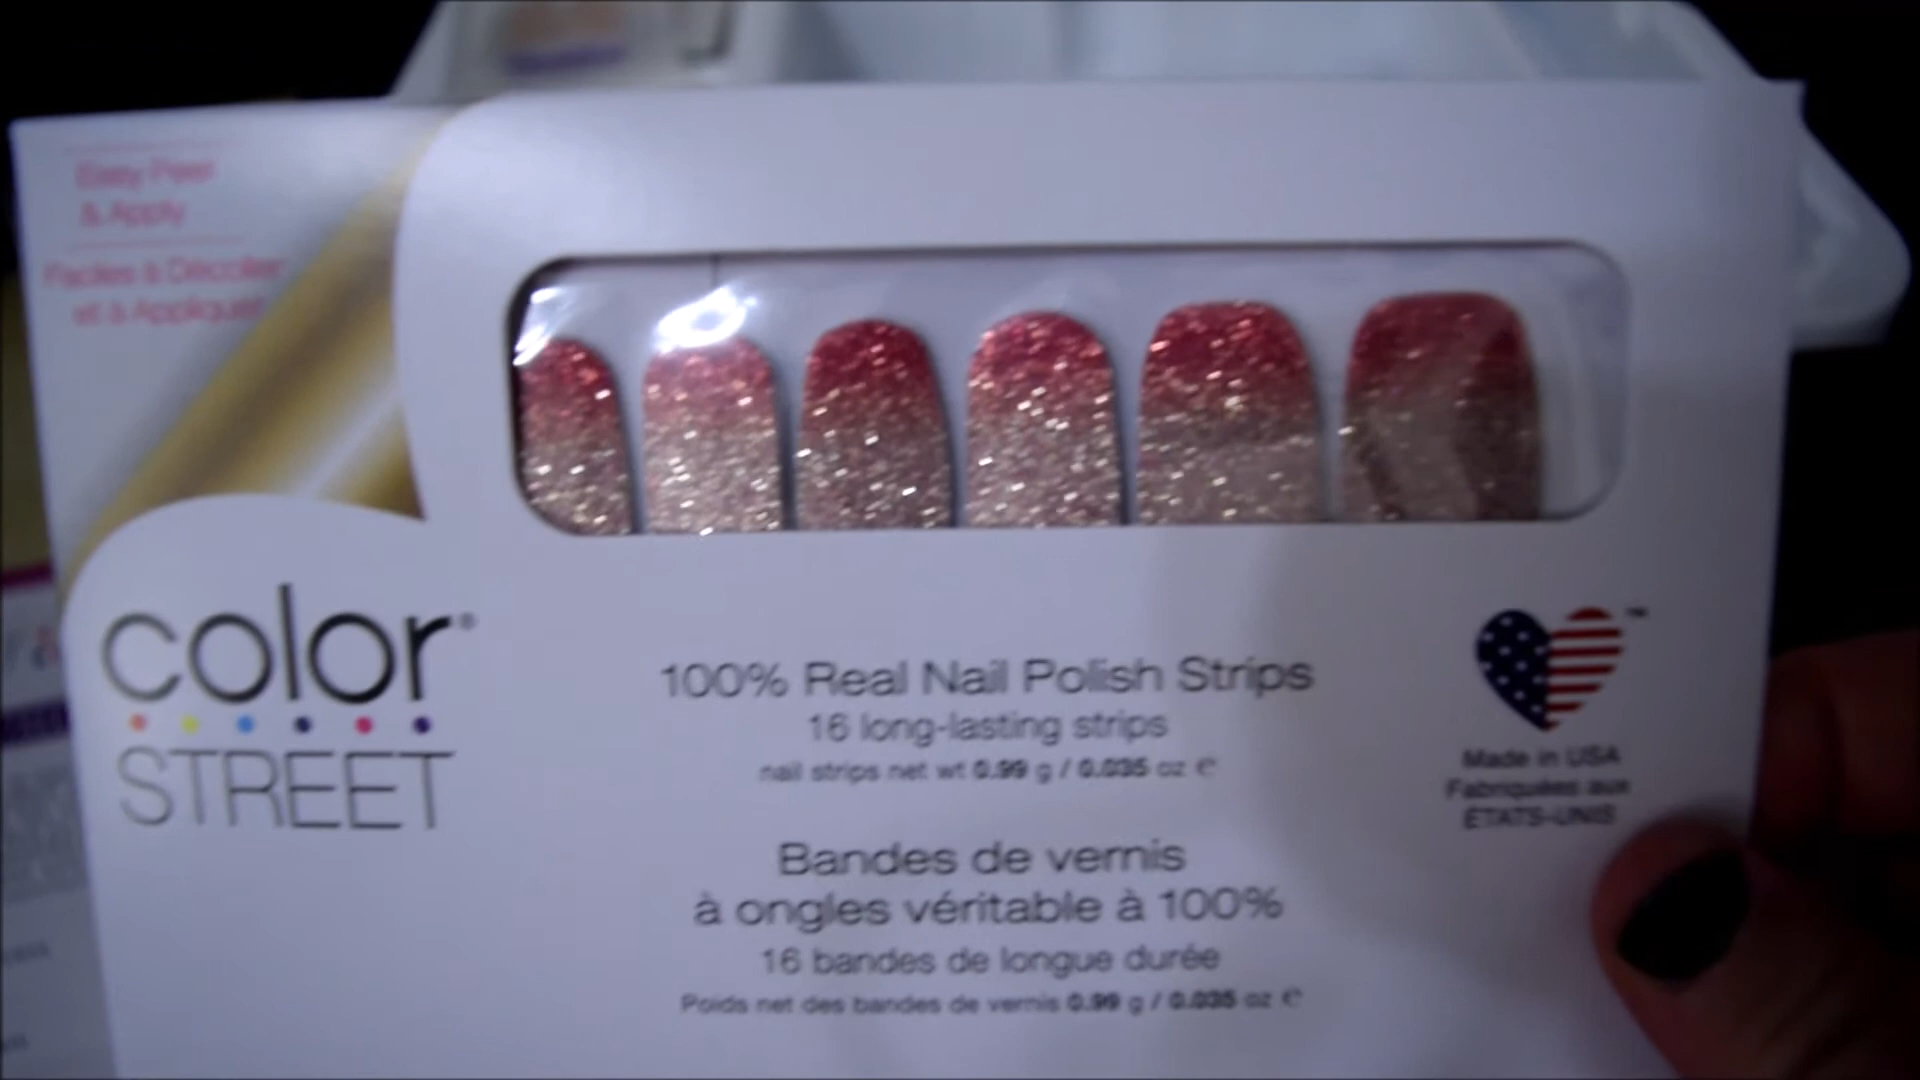 Easy Peel
& Apply
Faciles à Décoller
et à Appliquer
color®
STREET
100% Real Nail Polish Strips
16 long-lasting strips
nail strips net wt 0.99 g / 0.035 oz ℮
Bandes de vernis
à ongles véritable à 100%
16 bandes de longue durée
Poids net des bandes de vernis 0.99 g / 0.035 oz ℮
™
Made in USA
Fabriquées aux
ÉTATS-UNIS